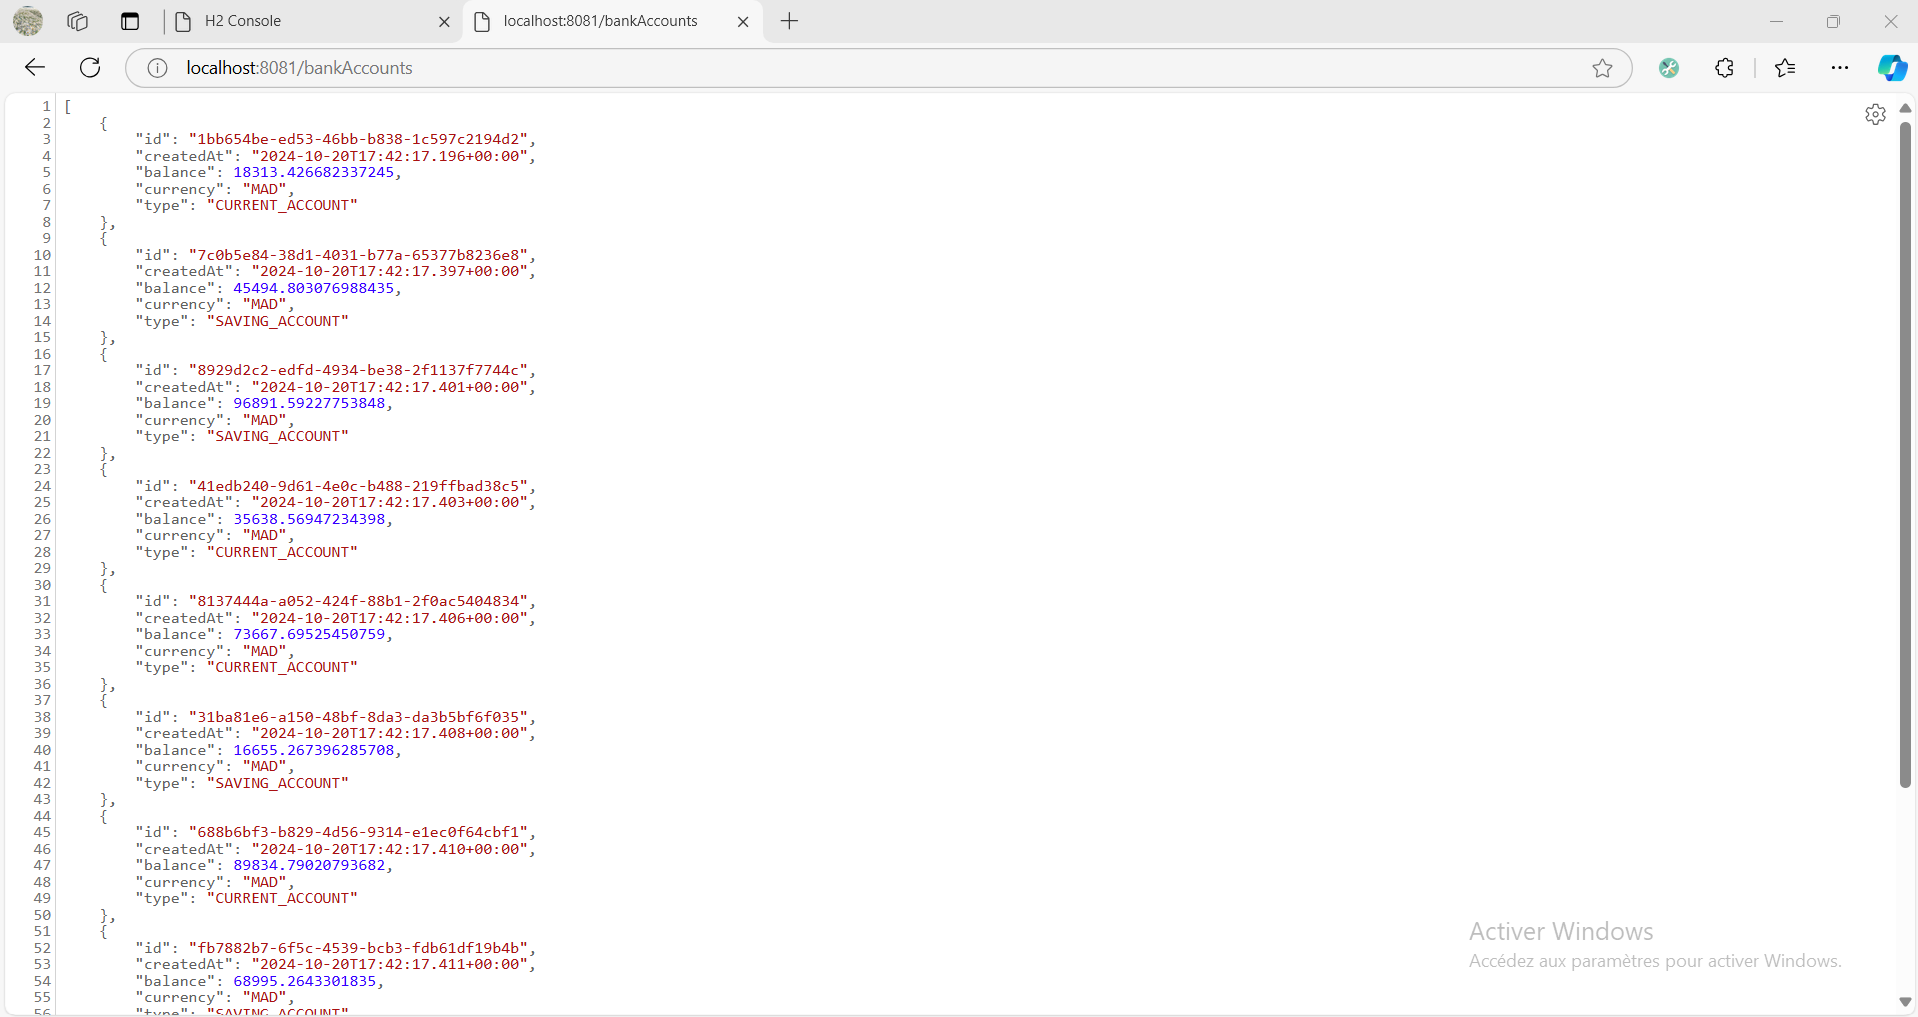 H2 Console
localhost:8081/bankAccounts
localhost:8081/bankAccounts
1 [
2 {
3 "id": "1bb654be-ed53-46bb-b838-1c597c2194d2",
4 "createdAt": "2024-10-20T17:42:17.196+00:00",
5 "balance": 18313.426682337245,
6 "currency": "MAD",
7 "type": "CURRENT_ACCOUNT"
8 },
9 {
10 "id": "7c0b5e84-38d1-4031-b77a-65377b8236e8",
11 "createdAt": "2024-10-20T17:42:17.397+00:00",
12 "balance": 45494.803076988435,
13 "currency": "MAD",
14 "type": "SAVING_ACCOUNT"
15 },
16 {
17 "id": "8929d2c2-edfd-4934-be38-2f1137f7744c",
18 "createdAt": "2024-10-20T17:42:17.401+00:00",
19 "balance": 96891.59227753848,
20 "currency": "MAD",
21 "type": "SAVING_ACCOUNT"
22 },
23 {
24 "id": "41edb240-9d61-4e0c-b488-219ffbad38c5",
25 "createdAt": "2024-10-20T17:42:17.403+00:00",
26 "balance": 35638.56947234398,
27 "currency": "MAD",
28 "type": "CURRENT_ACCOUNT"
29 },
30 {
31 "id": "8137444a-a052-424f-88b1-2f0ac5404834",
32 "createdAt": "2024-10-20T17:42:17.406+00:00",
33 "balance": 73667.69525450759,
34 "currency": "MAD",
35 "type": "CURRENT_ACCOUNT"
36 },
37 {
38 "id": "31ba81e6-a150-48bf-8da3-da3b5bf6f035",
39 "createdAt": "2024-10-20T17:42:17.408+00:00",
40 "balance": 16655.267396285708,
41 "currency": "MAD",
42 "type": "SAVING_ACCOUNT"
43 },
44 {
45 "id": "688b6bf3-b829-4d56-9314-e1ec0f64cbf1",
46 "createdAt": "2024-10-20T17:42:17.410+00:00",
47 "balance": 89834.79020793682,
48 "currency": "MAD",
49 "type": "CURRENT_ACCOUNT"
50 },
51 {
52 "id": "fb7882b7-6f5c-4539-bcb3-fdb61df19b4b",
53 "createdAt": "2024-10-20T17:42:17.411+00:00",
54 "balance": 68995.2643301835,
55 "currency": "MAD",
56 "type": "SAVING_ACCOUNT"
Activer Windows
Accédez aux paramètres pour activer Windows.